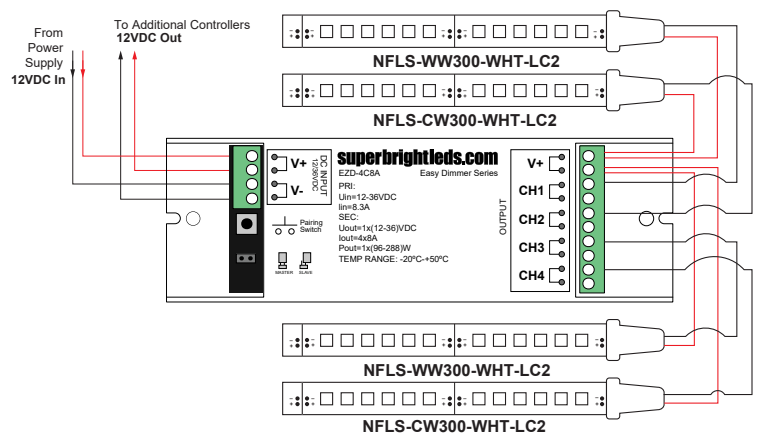 From
Power
Supply
12VDC In
To Additional Controllers
12VDC Out
NFLS-WW300-WHT-LC2
NFLS-CW300-WHT-LC2
V+
V-
DC INPUT
12/36VDC
Pairing
Switch
MASTER
SLAVE
superbrightleds.com
EZD-4C8A
Easy Dimmer Series
PRI:
Uin=12-36VDC
Iin=8.3A
SEC:
Uout=1x(12-36)VDC
Iout=4x8A
Pout=1x(96-288)W
TEMP RANGE: -20ºC-+50ºC
OUTPUT
V+
CH1
CH2
CH3
CH4
NFLS-WW300-WHT-LC2
NFLS-CW300-WHT-LC2